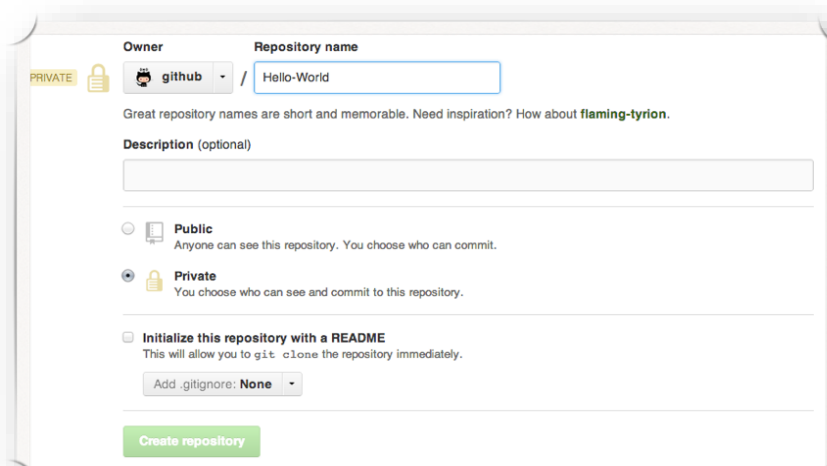 Owner Repository name
PRIVATE github / Hello-World
Great repository names are short and memorable. Need inspiration? How about flaming-tyrion.
Description (optional)
Public
Anyone can see this repository. You choose who can commit.
Private
You choose who can see and commit to this repository.
Initialize this repository with a README
This will allow you to git clone the repository immediately.
Add .gitignore: None
Create repository